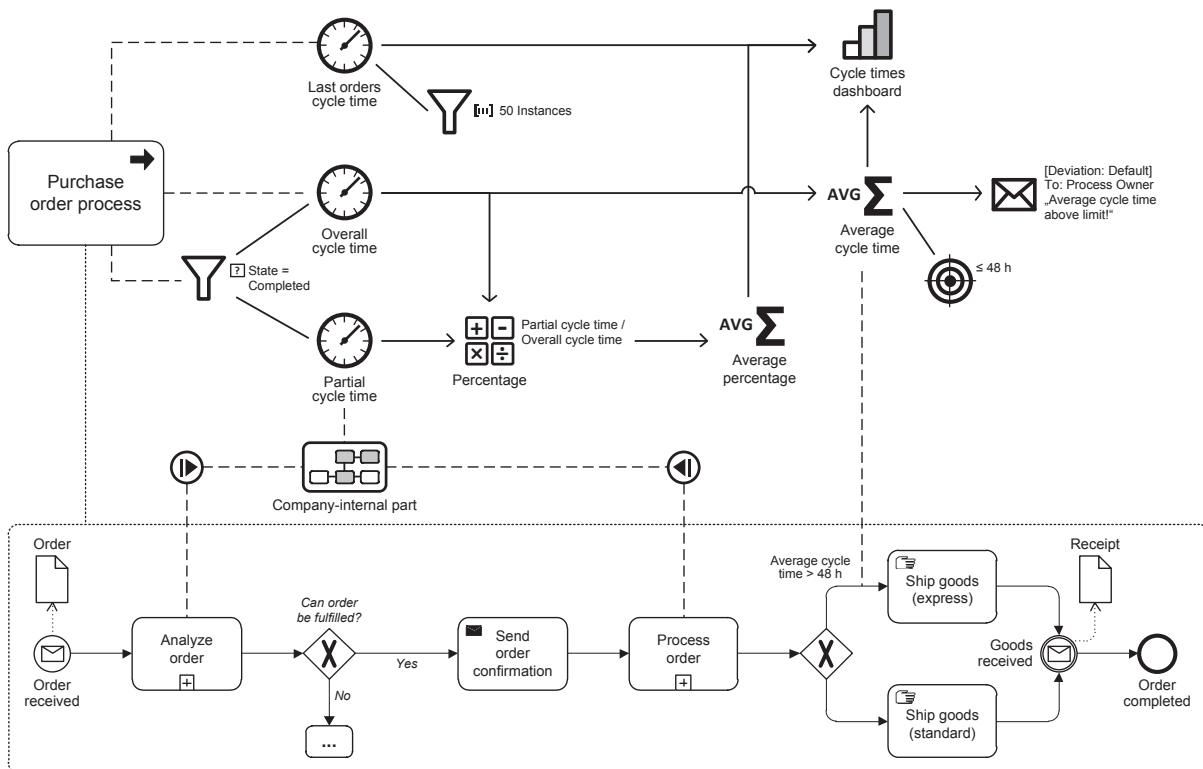 Last orders
cycle time
[ııı] 50 Instances
Cycle times
dashboard
Purchase
order process
Overall
cycle time
? State =
Completed
AVG Σ
Average
cycle time
[Deviation: Default]
To: Process Owner
„Average cycle time
above limit!“
≤ 48 h
Partial
cycle time
+ -
× ÷
Percentage
Partial cycle time /
Overall cycle time
AVG Σ
Average
percentage
Company-internal part
Order
Order
received
Analyze
order
+
Can order
be fulfilled?
X
Yes
No
...
Send
order
confirmation
Process
order
+
Average cycle
time > 48 h
X
Ship goods
(express)
Ship goods
(standard)
Receipt
Goods
received
Order
completed